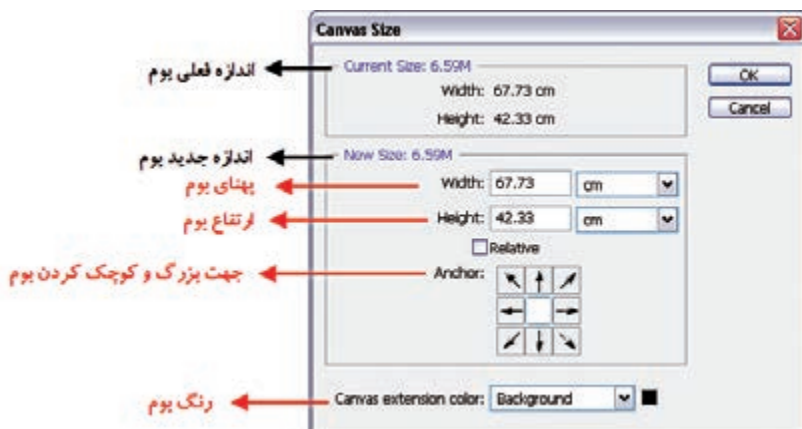 Canvas Size
اندازه فعلی بوم
Current Size: 6.59M
Width: 67.73 cm
Height: 42.33 cm
OK
Cancel
اندازه جدید بوم
New Size: 6.59M
پهنای بوم
Width: 67.73 cm
ارتفاع بوم
Height: 42.33 cm
Relative
جهت بزرگ و کوچک کردن بوم
Anchor:
رنگ بوم
Canvas extension color: Background